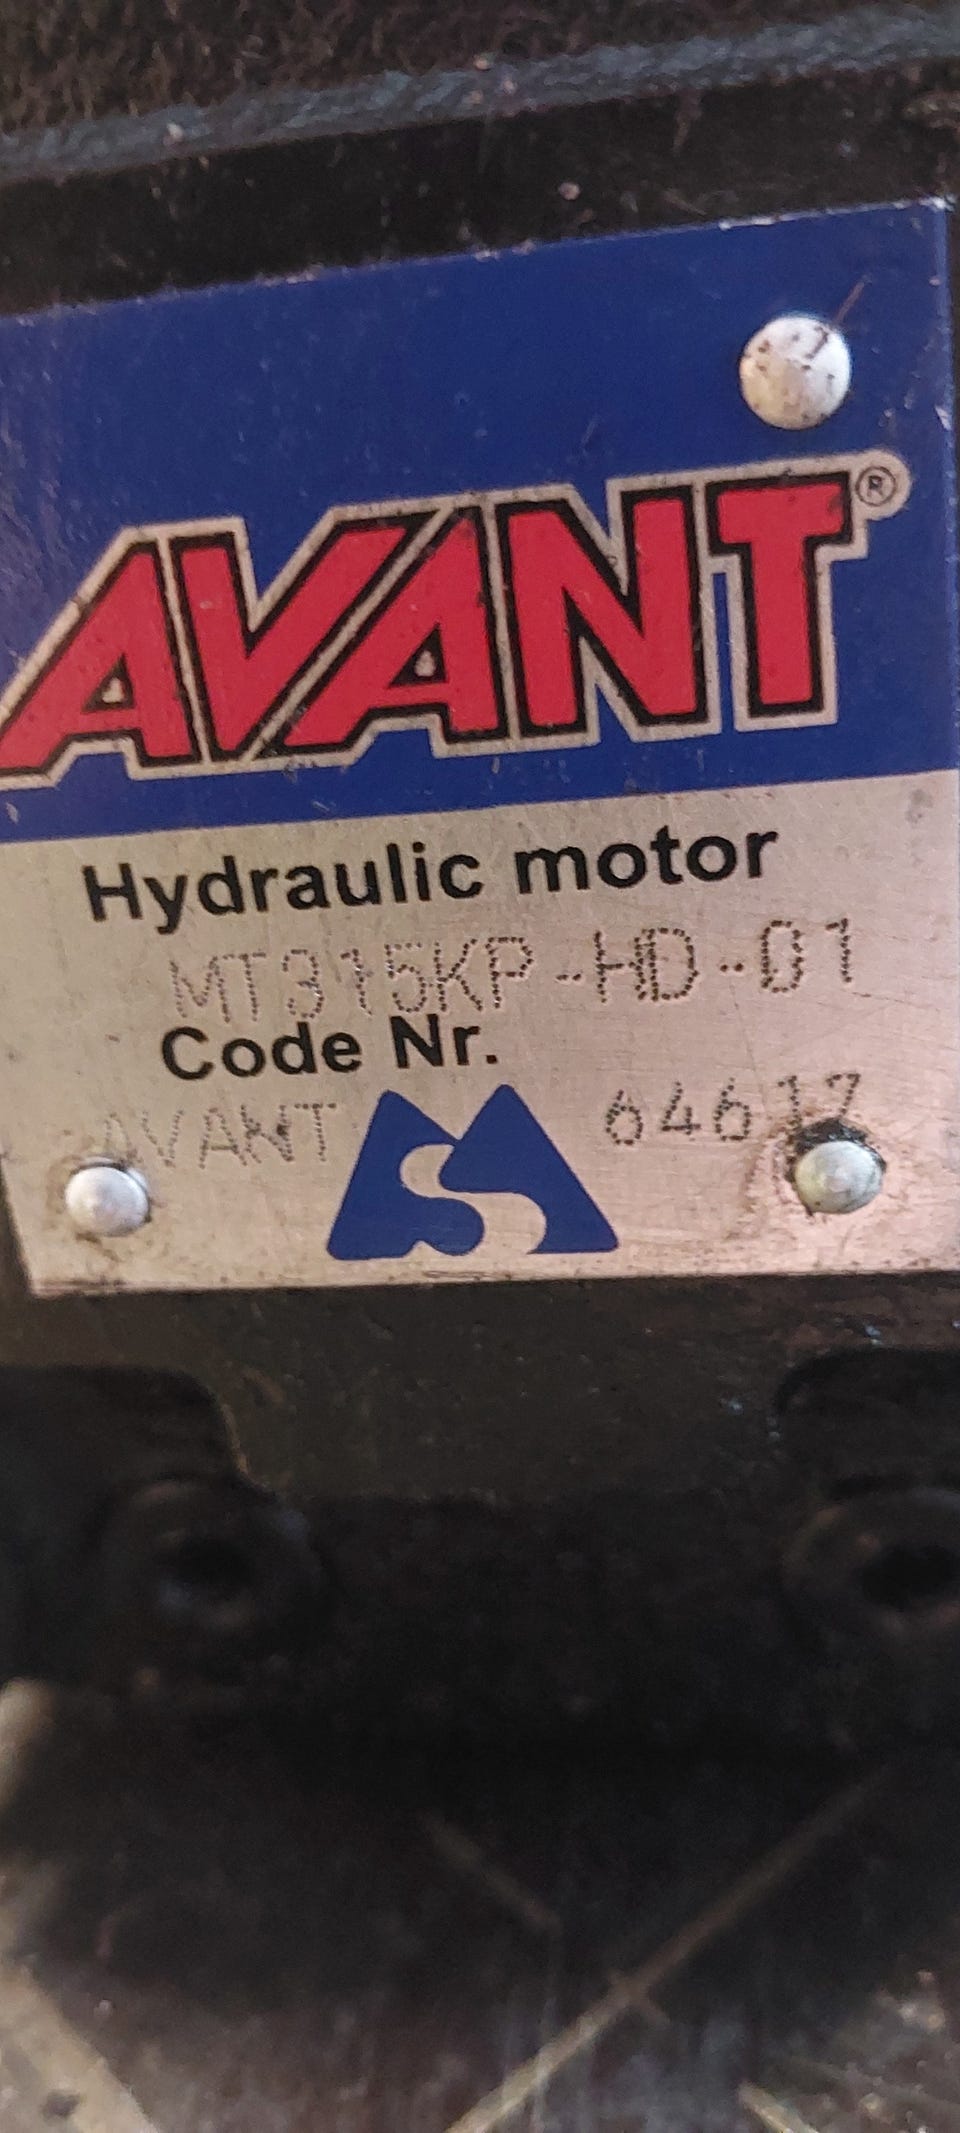 AVANT®
Hydraulic motor
MT315KP-HD-01
Code Nr.
AVANT 64617